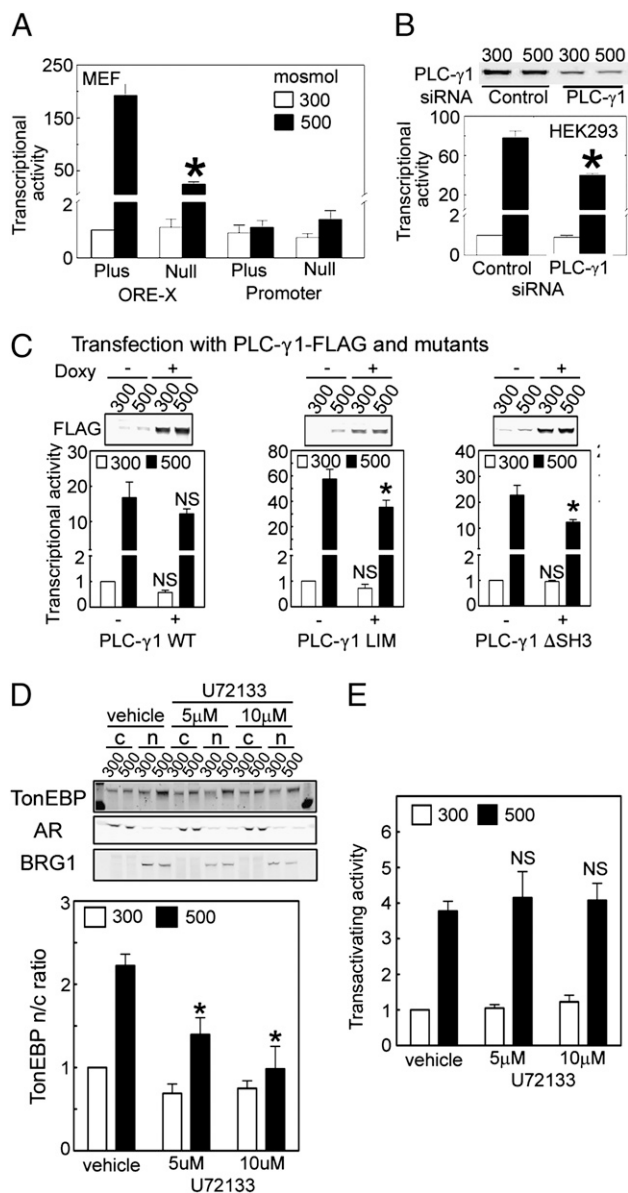 A
MEF
mosmol
300
500
250
150
50
2
0
Transcriptional
activity
*
Plus Null Plus Null
ORE-X Promoter
B
300 500 300 500
PLC-γ1
siRNA Control PLC-γ1
HEK293
100
60
20
2
0
Transcriptional
activity
*
Control PLC-γ1
siRNA
C Transfection with PLC-γ1-FLAG and mutants
Doxy - + - + - +
300 500 300 500 300 500 300 500 300 500 300 500
FLAG
300 500 300 500 300 500
Transcriptional activity
30
20
10
2
1
0
NS
NS
- +
PLC-γ1 WT
80
60
40
20
2
1
0
*
NS
- +
PLC-γ1 LIM
40
30
20
10
2
1
0
*
NS
- +
PLC-γ1 ΔSH3
D
U72133
vehicle 5μM 10μM
c n c n c n
300 500 300 500 300 500 300 500 300 500 300 500
TonEBP
AR
BRG1
300 500
3
2
1
0
TonEBP n/c ratio
* *
vehicle 5uM 10uM
U72133
E
300 500
6
5
4
3
2
1
0
Transactivating activity
NS NS
vehicle 5μM 10μM
U72133